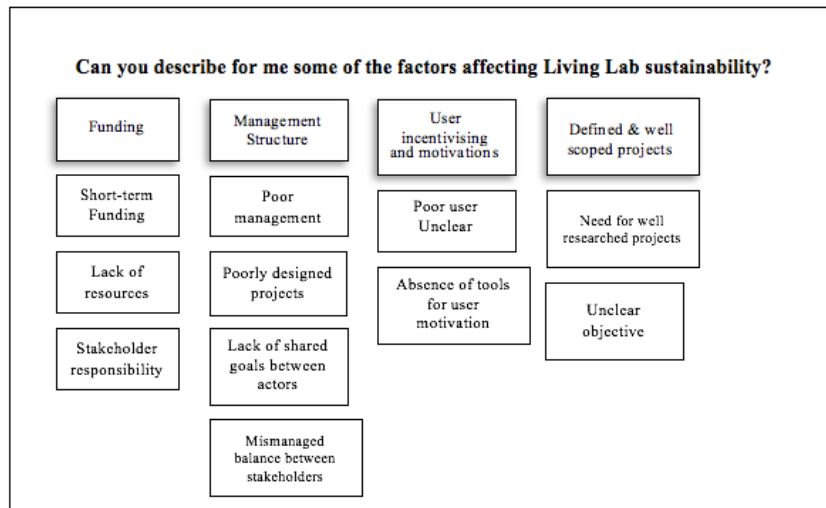 Can you describe for me some of the factors affecting Living Lab sustainability?
Funding
Short-term
Funding
Lack of
resources
Stakeholder
responsibility
Management
Structure
Poor
management
Poorly designed
projects
Lack of shared
goals between
actors
Mismanaged
balance between
stakeholders
User
incentivising
and motivations
Poor user
Unclear
Absence of tools
for user
motivation
Defined & well
scoped projects
Need for well
researched projects
Unclear
objective